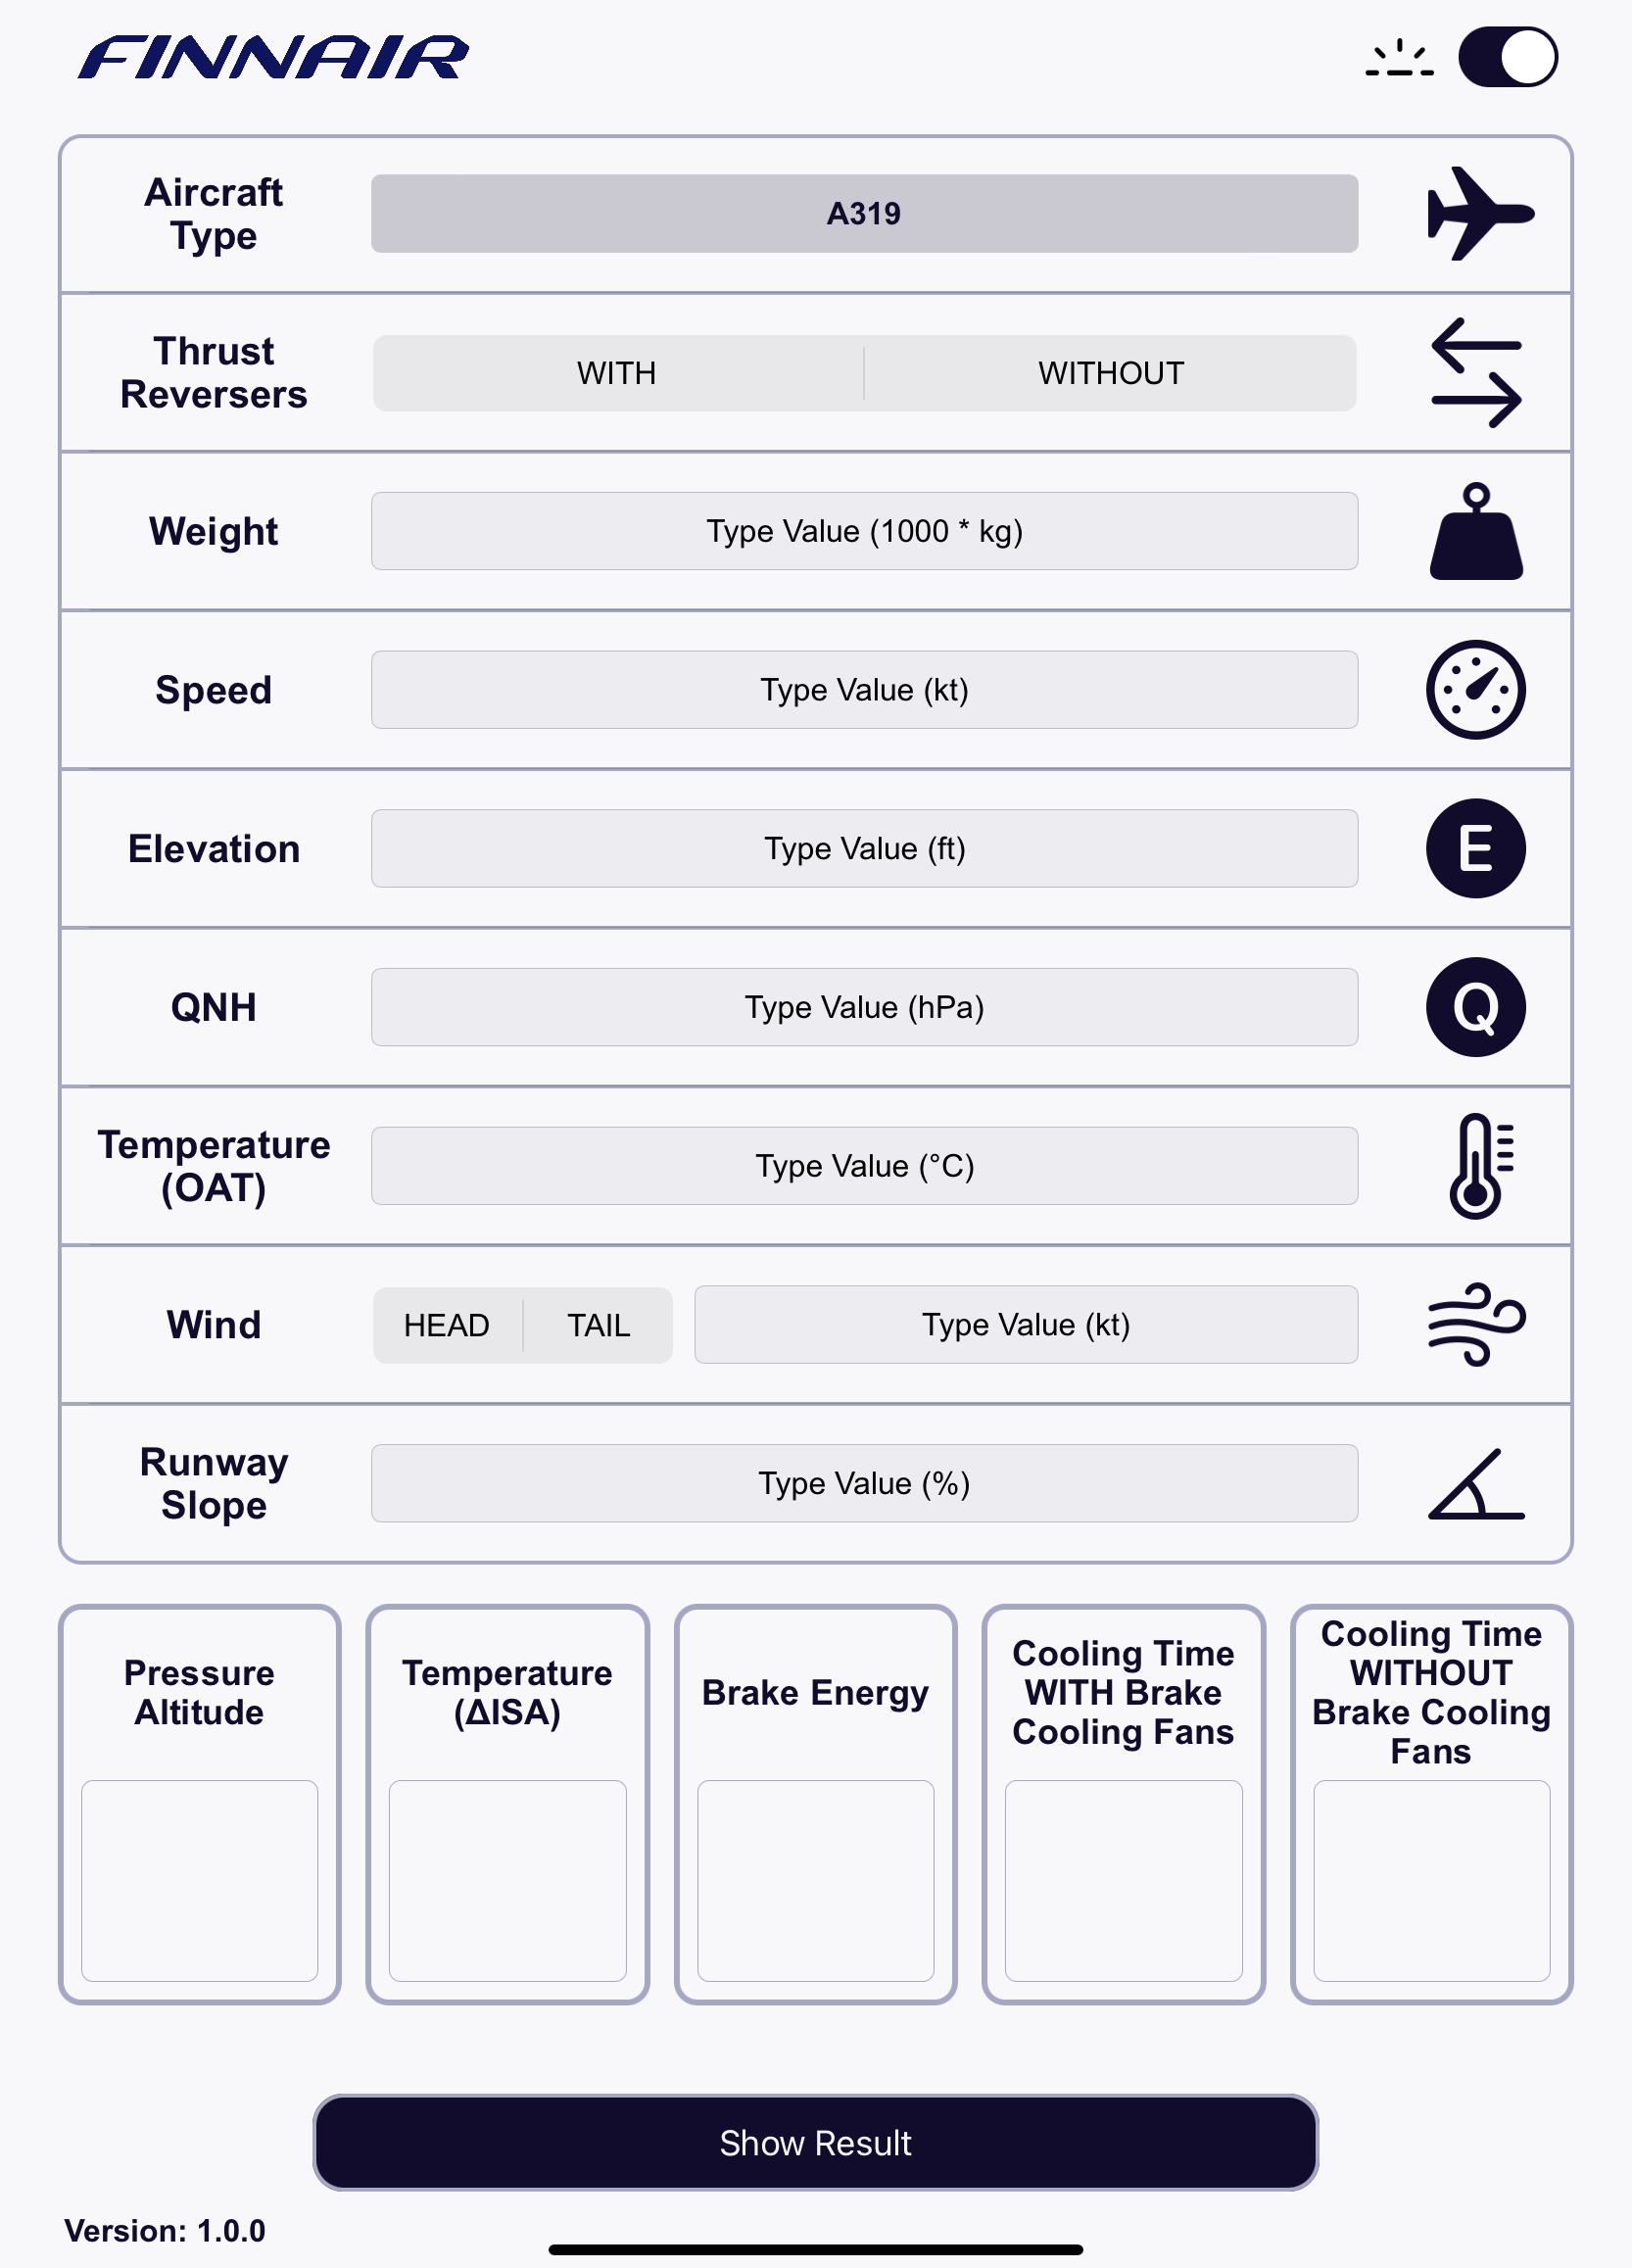 FINNAIR
Aircraft
Type
A319
Thrust
Reversers
WITH
WITHOUT
Weight
Type Value (1000 * kg)
Speed
Type Value (kt)
Elevation
Type Value (ft)
E
QNH
Type Value (hPa)
Q
Temperature
(OAT)
Type Value (°C)
Wind
HEAD
TAIL
Type Value (kt)
Runway
Slope
Type Value (%)
Pressure
Altitude
Temperature
(ΔISA)
Brake Energy
Cooling Time
WITH Brake
Cooling Fans
Cooling Time
WITHOUT
Brake Cooling
Fans
Show Result
Version: 1.0.0